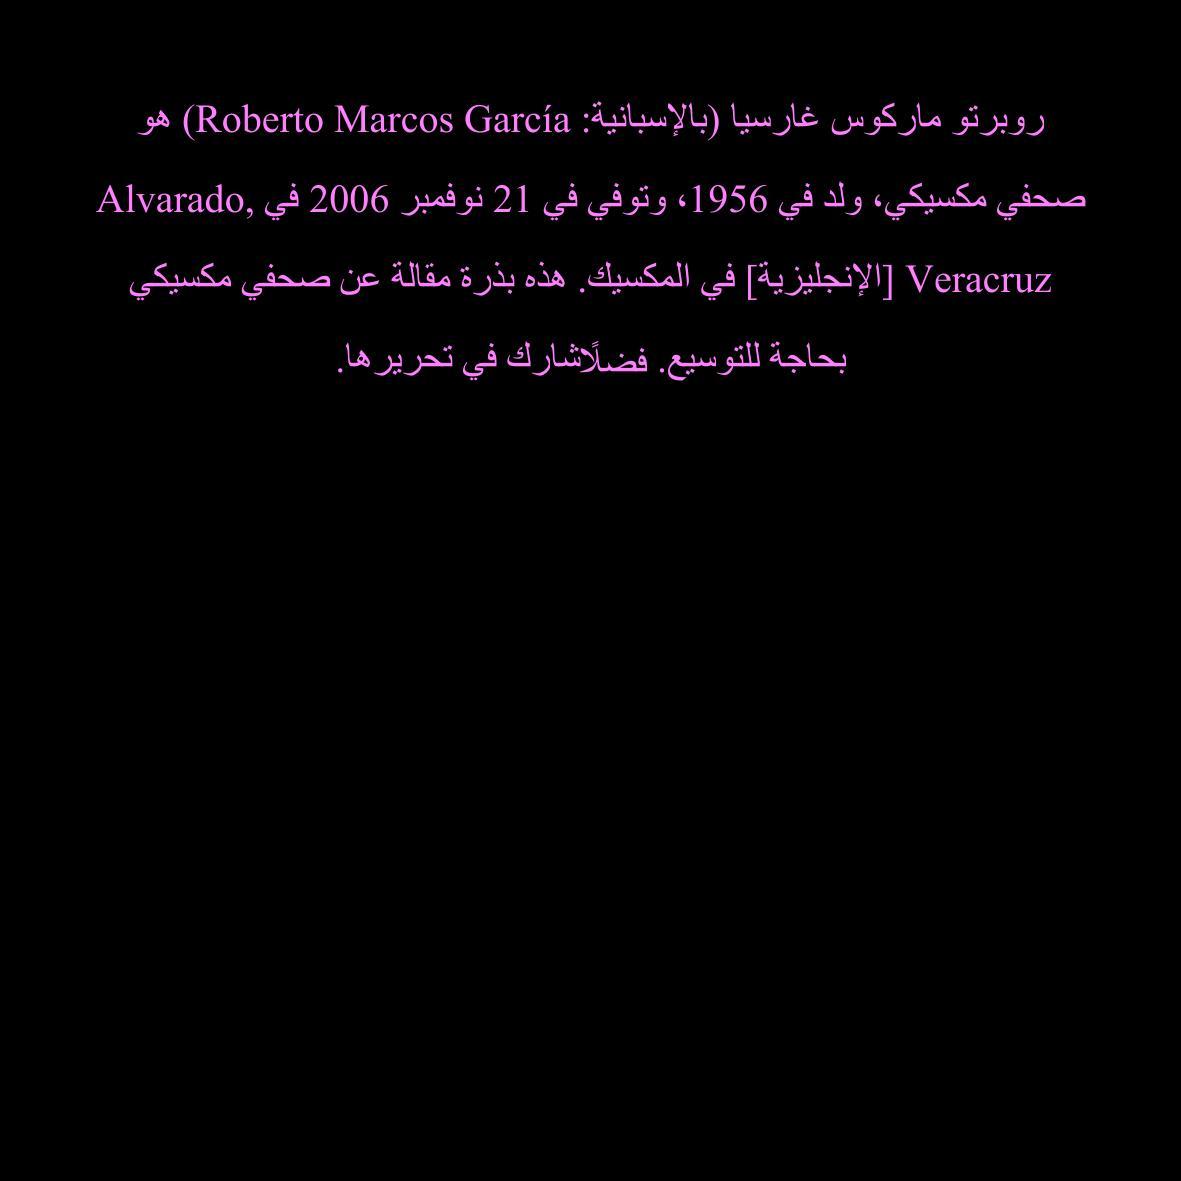 روبرتو ماركوس غارسيا (بالإسبانية: Roberto Marcos García) هو
صحفي مكسيكي، ولد في 1956، وتوفي في 21 نوفمبر 2006 في Alvarado,
Veracruz [الإنجليزية] في المكسيك. هذه بذرة مقالة عن صحفي مكسيكي
بحاجة للتوسيع. فضلًاشارك في تحريرها.